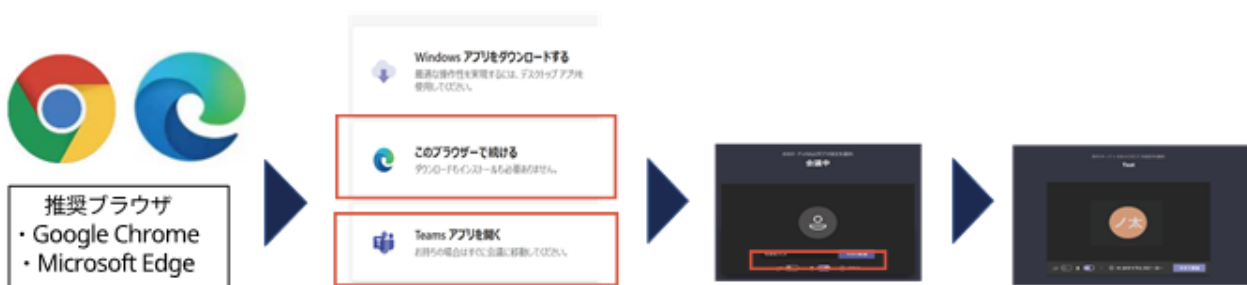 推奨ブラウザ
・Google Chrome
・Microsoft Edge
Windows アプリをダウンロードする
最適な操作性を実現するには、デスクトップ アプリを
使用してください。
このブラウザーで続ける
ダウンロードもインストールも必要ありません。
Teams アプリを開く
お持ちの場合はすぐに会議に移動してください。
会議中
Test
ノ太